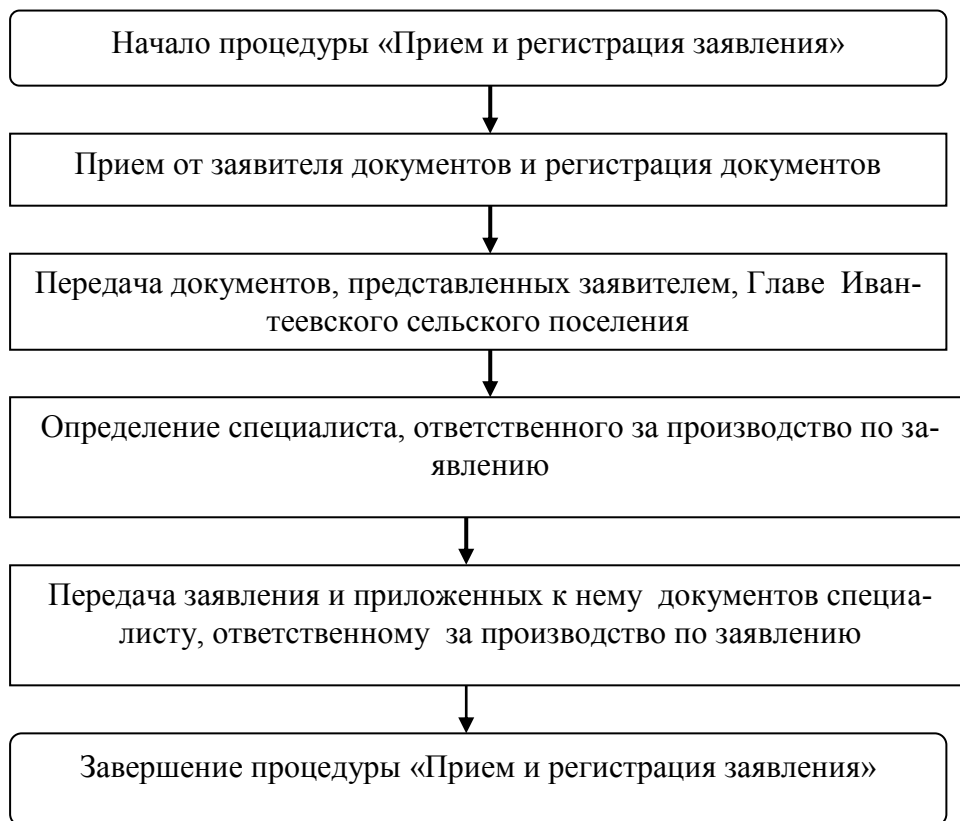 Начало процедуры «Прием и регистрация заявления»
Прием от заявителя документов и регистрация документов
Передача документов, представленных заявителем, Главе Иван-
теевского сельского поселения
Определение специалиста, ответственного за производство по за-
явлению
Передача заявления и приложенных к нему документов специа-
листу, ответственному за производство по заявлению
Завершение процедуры «Прием и регистрация заявления»